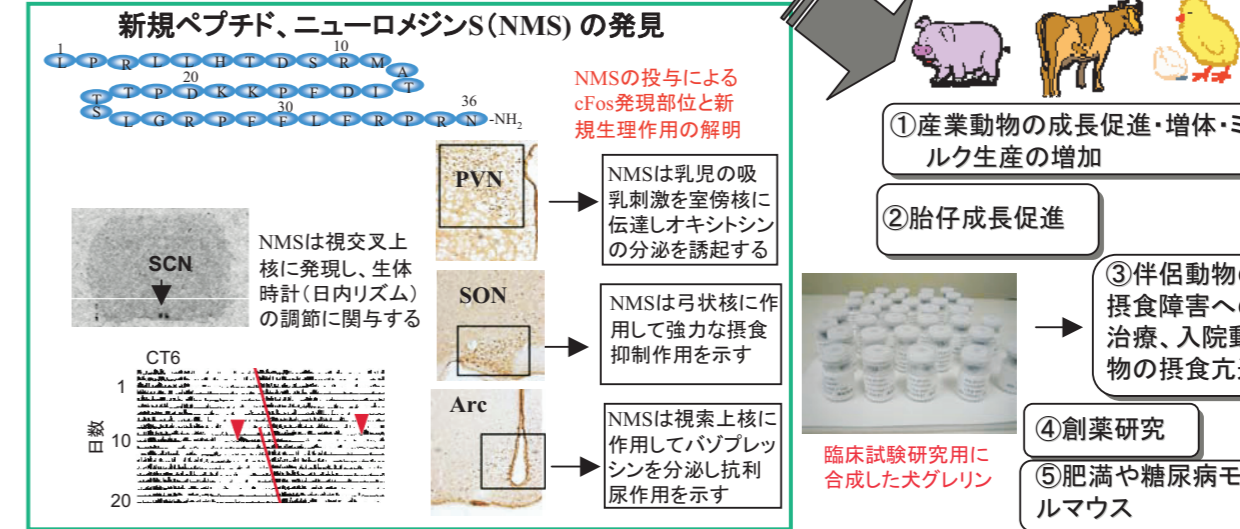 新規ペプチド、ニューロメジンS(NMS) の発見
1 10
L P R L L H T D S R M A
20
T T P D K K P F D I T
30 36
S L G R P F F L F R P R N -NH2
NMSの投与による
cFos発現部位と新
規生理作用の解明
SCN
NMSは視交叉上
核に発現し、生体
時計(日内リズム)
の調節に関与する
CT6
1
10
20
日数
PVN
NMSは乳児の吸
乳刺激を室傍核に
伝達しオキシトシン
の分泌を誘起する
SON
NMSは弓状核に作
用して強力な摂食
抑制作用を示す
Arc
NMSは視索上核に
作用してバゾプレッ
シンを分泌し抗利
尿作用を示す
①産業動物の成長促進・増体・ミ
ルク生産の増加
②胎仔成長促進
③伴侶動物の
摂食障害への
治療、入院動
物の摂食亢
臨床試験研究用に
合成した犬グレリン
④創薬研究
⑤肥満や糖尿病モ
ルマウス